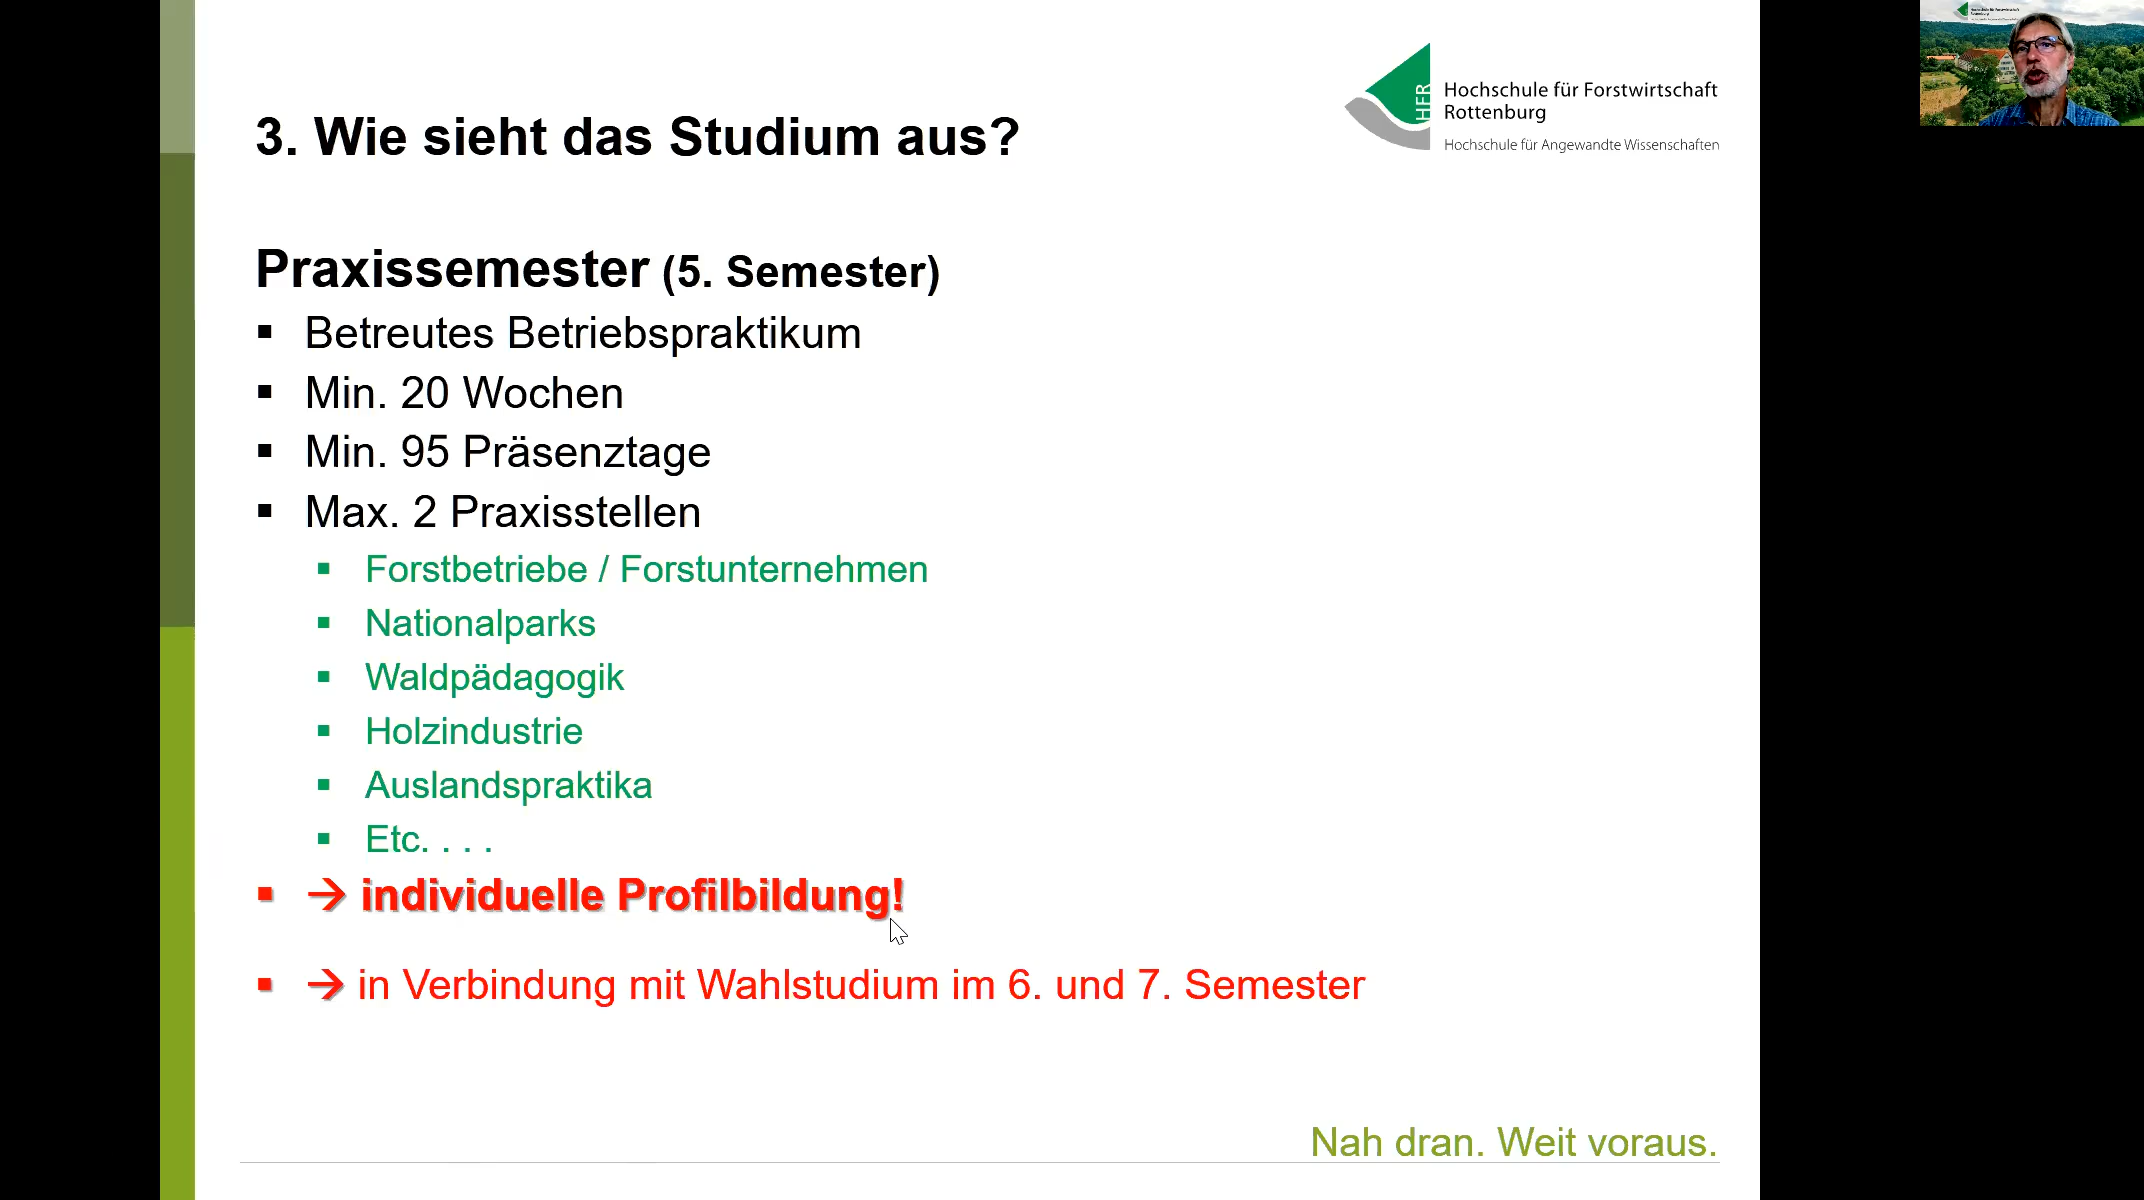 3. Wie sieht das Studium aus?
HFR
Hochschule für Forstwirtschaft
Rottenburg
Hochschule für Angewandte Wissenschaften
Praxissemester (5. Semester)
▪ Betreutes Betriebspraktikum
▪ Min. 20 Wochen
▪ Min. 95 Präsenztage
▪ Max. 2 Praxisstellen
▪ Forstbetriebe / Forstunternehmen
▪ Nationalparks
▪ Waldpädagogik
▪ Holzindustrie
▪ Auslandspraktika
▪ Etc. . . .
▪ → individuelle Profilbildung!
▪ → in Verbindung mit Wahlstudium im 6. und 7. Semester
Nah dran. Weit voraus.